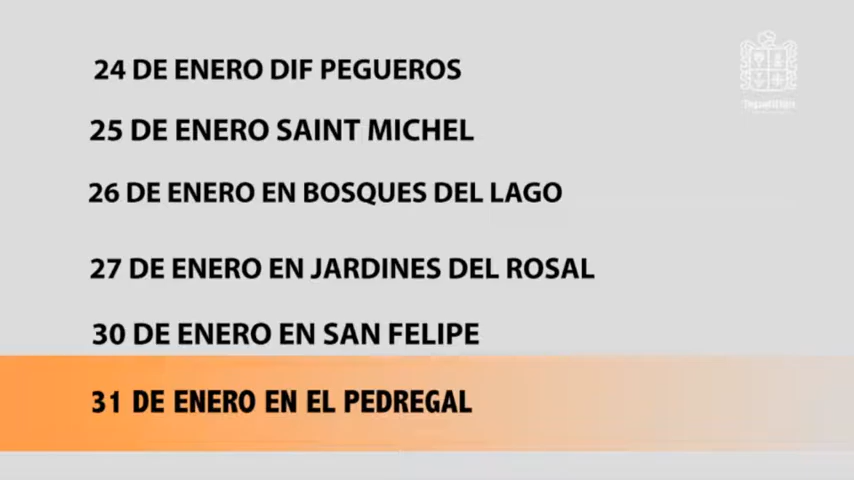 24 DE ENERO DIF PEGUEROS
25 DE ENERO SAINT MICHEL
26 DE ENERO EN BOSQUES DEL LAGO
27 DE ENERO EN JARDINES DEL ROSAL
30 DE ENERO EN SAN FELIPE
31 DE ENERO EN EL PEDREGAL